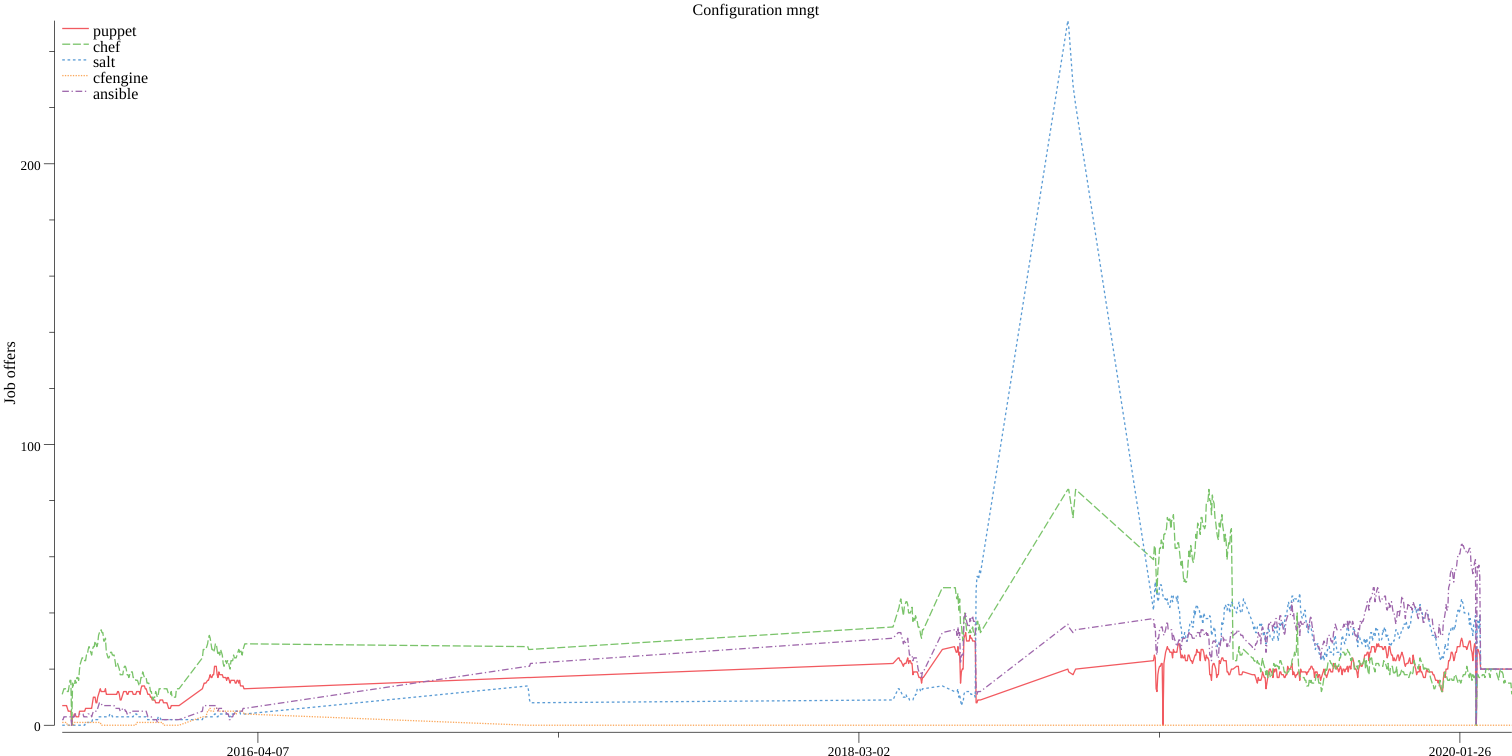 Configuration mngt
puppet
chef
salt
cfengine
ansible
200
100
0
Job offers
2016-04-07
2018-03-02
2020-01-26